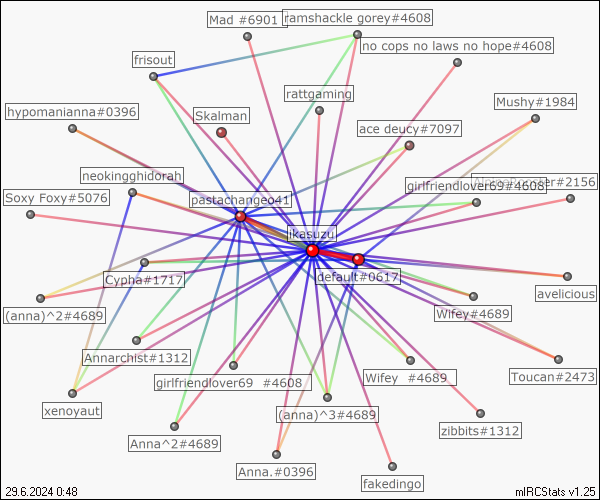 Mad #6901
ramshackle gorey#4608
no cops no laws no hope#4608
frisout
rattgaming
Mushy#1984
hypomanianna#0396
Skalman
ace deucy#7097
neokingghidorah
girlfriendlover69#4608
#2156
Soxy Foxy#5076
pastachangeo41
ikasuzu
Cypha#1717
default#0617
avelicious
(anna)^2#4689
Wifey#4689
Annarchist#1312
girlfriendlover69 #4608
Wifey #4689
Toucan#2473
xenoyaut
(anna)^3#4689
zibbits#1312
Anna^2#4689
Anna.#0396
fakedingo
29.6.2024 0:48
mIRCStats v1.25